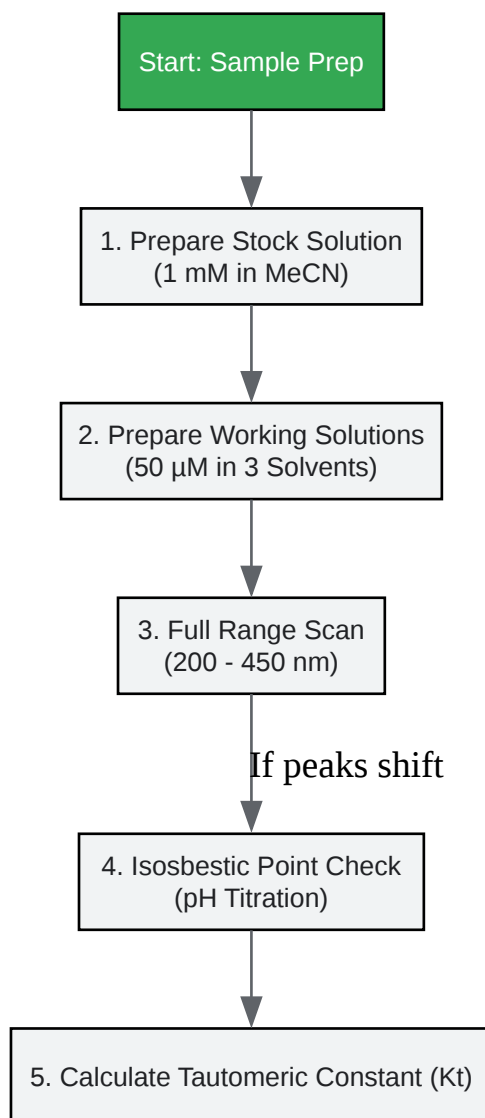 Start: Sample Prep
1. Prepare Stock Solution
(1 mM in MeCN)
2. Prepare Working Solutions
(50 µM in 3 Solvents)
3. Full Range Scan
(200 - 450 nm)
If peaks shift
4. Isosbestic Point Check
(pH Titration)
5. Calculate Tautomeric Constant (Kt)